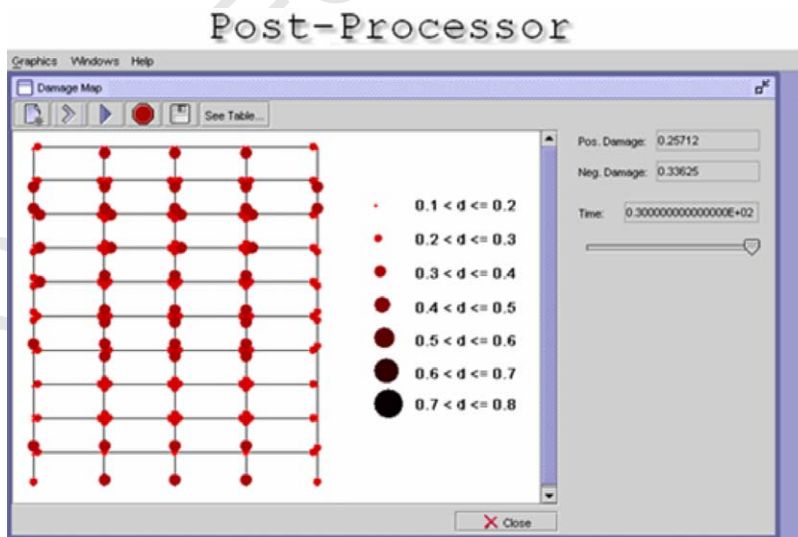 Post-Processor
Graphics Windows Help
Damage Map
See Table...
Pos. Damage: 0.25712
Neg. Damage: 0.33625
Time: 0.300000000000000E+02
0.1 < d <= 0.2
0.2 < d <= 0.3
0.3 < d <= 0.4
0.4 < d <= 0.5
0.5 < d <= 0.6
0.6 < d <= 0.7
0.7 < d <= 0.8
Close